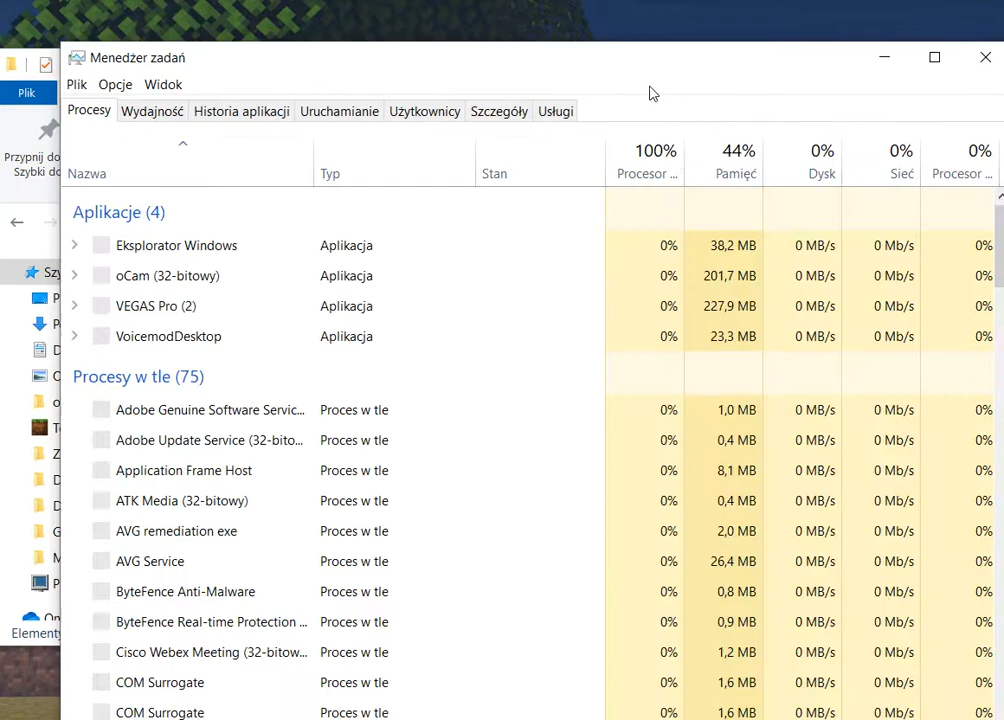 Menedżer zadań
Plik Opcje Widok
Plik
Procesy Wydajność Historia aplikacji Uruchamianie Użytkownicy Szczegóły Usługi
Przypnij do
Szybki do
100% 44% 0% 0% 0%
Nazwa Typ Stan Procesor ... Pamięć Dysk Sieć Procesor ...
Aplikacje (4)
Eksplorator Windows Aplikacja 0% 38,2 MB 0 MB/s 0 Mb/s 0%
oCam (32-bitowy) Aplikacja 0% 201,7 MB 0 MB/s 0 Mb/s 0%
VEGAS Pro (2) Aplikacja 0% 227,9 MB 0 MB/s 0 Mb/s 0%
VoicemodDesktop Aplikacja 0% 23,3 MB 0 MB/s 0 Mb/s 0%
Procesy w tle (75)
Adobe Genuine Software Servic... Proces w tle 0% 1,0 MB 0 MB/s 0 Mb/s 0%
Adobe Update Service (32-bito... Proces w tle 0% 0,4 MB 0 MB/s 0 Mb/s 0%
Application Frame Host Proces w tle 0% 8,1 MB 0 MB/s 0 Mb/s 0%
ATK Media (32-bitowy) Proces w tle 0% 0,4 MB 0 MB/s 0 Mb/s 0%
AVG remediation exe Proces w tle 0% 2,0 MB 0 MB/s 0 Mb/s 0%
AVG Service Proces w tle 0% 26,4 MB 0 MB/s 0 Mb/s 0%
ByteFence Anti-Malware Proces w tle 0% 0,8 MB 0 MB/s 0 Mb/s 0%
ByteFence Real-time Protection ... Proces w tle 0% 0,9 MB 0 MB/s 0 Mb/s 0%
Cisco Webex Meeting (32-bitow... Proces w tle 0% 1,2 MB 0 MB/s 0 Mb/s 0%
COM Surrogate Proces w tle 0% 1,6 MB 0 MB/s 0 Mb/s 0%
COM Surrogate Proces w tle 0% 1,6 MB 0 MB/s 0 Mb/s 0%
Szy
Elementy